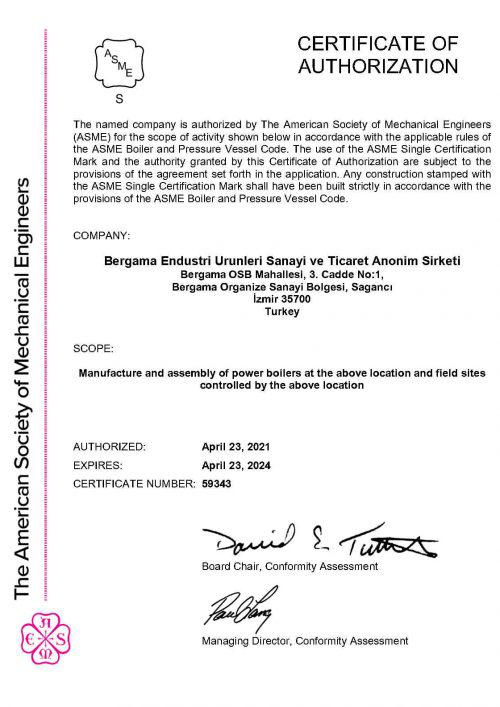 A
S
M
E
S
CERTIFICATE OF
AUTHORIZATION
The named company is authorized by The American Society of Mechanical Engineers
(ASME) for the scope of activity shown below in accordance with the applicable rules of
the ASME Boiler and Pressure Vessel Code. The use of the ASME Single Certification
Mark and the authority granted by this Certificate of Authorization are subject to the
provisions of the agreement set forth in the application. Any construction stamped with
the ASME Single Certification Mark shall have been built strictly in accordance with the
provisions of the ASME Boiler and Pressure Vessel Code.
COMPANY:
Bergama Endustri Urunleri Sanayi ve Ticaret Anonim Sirketi
Bergama OSB Mahallesi, 3. Cadde No:1,
Bergama Organize Sanayi Bolgesi, Sagancı
İzmir 35700
Turkey
SCOPE:
Manufacture and assembly of power boilers at the above location and field sites
controlled by the above location
AUTHORIZED: April 23, 2021
EXPIRES: April 23, 2024
CERTIFICATE NUMBER: 59343
David E
Board Chair, Conformity Assessment
Managing Director, Conformity Assessment
The American Society of Mechanical Engineers
A
E S
M